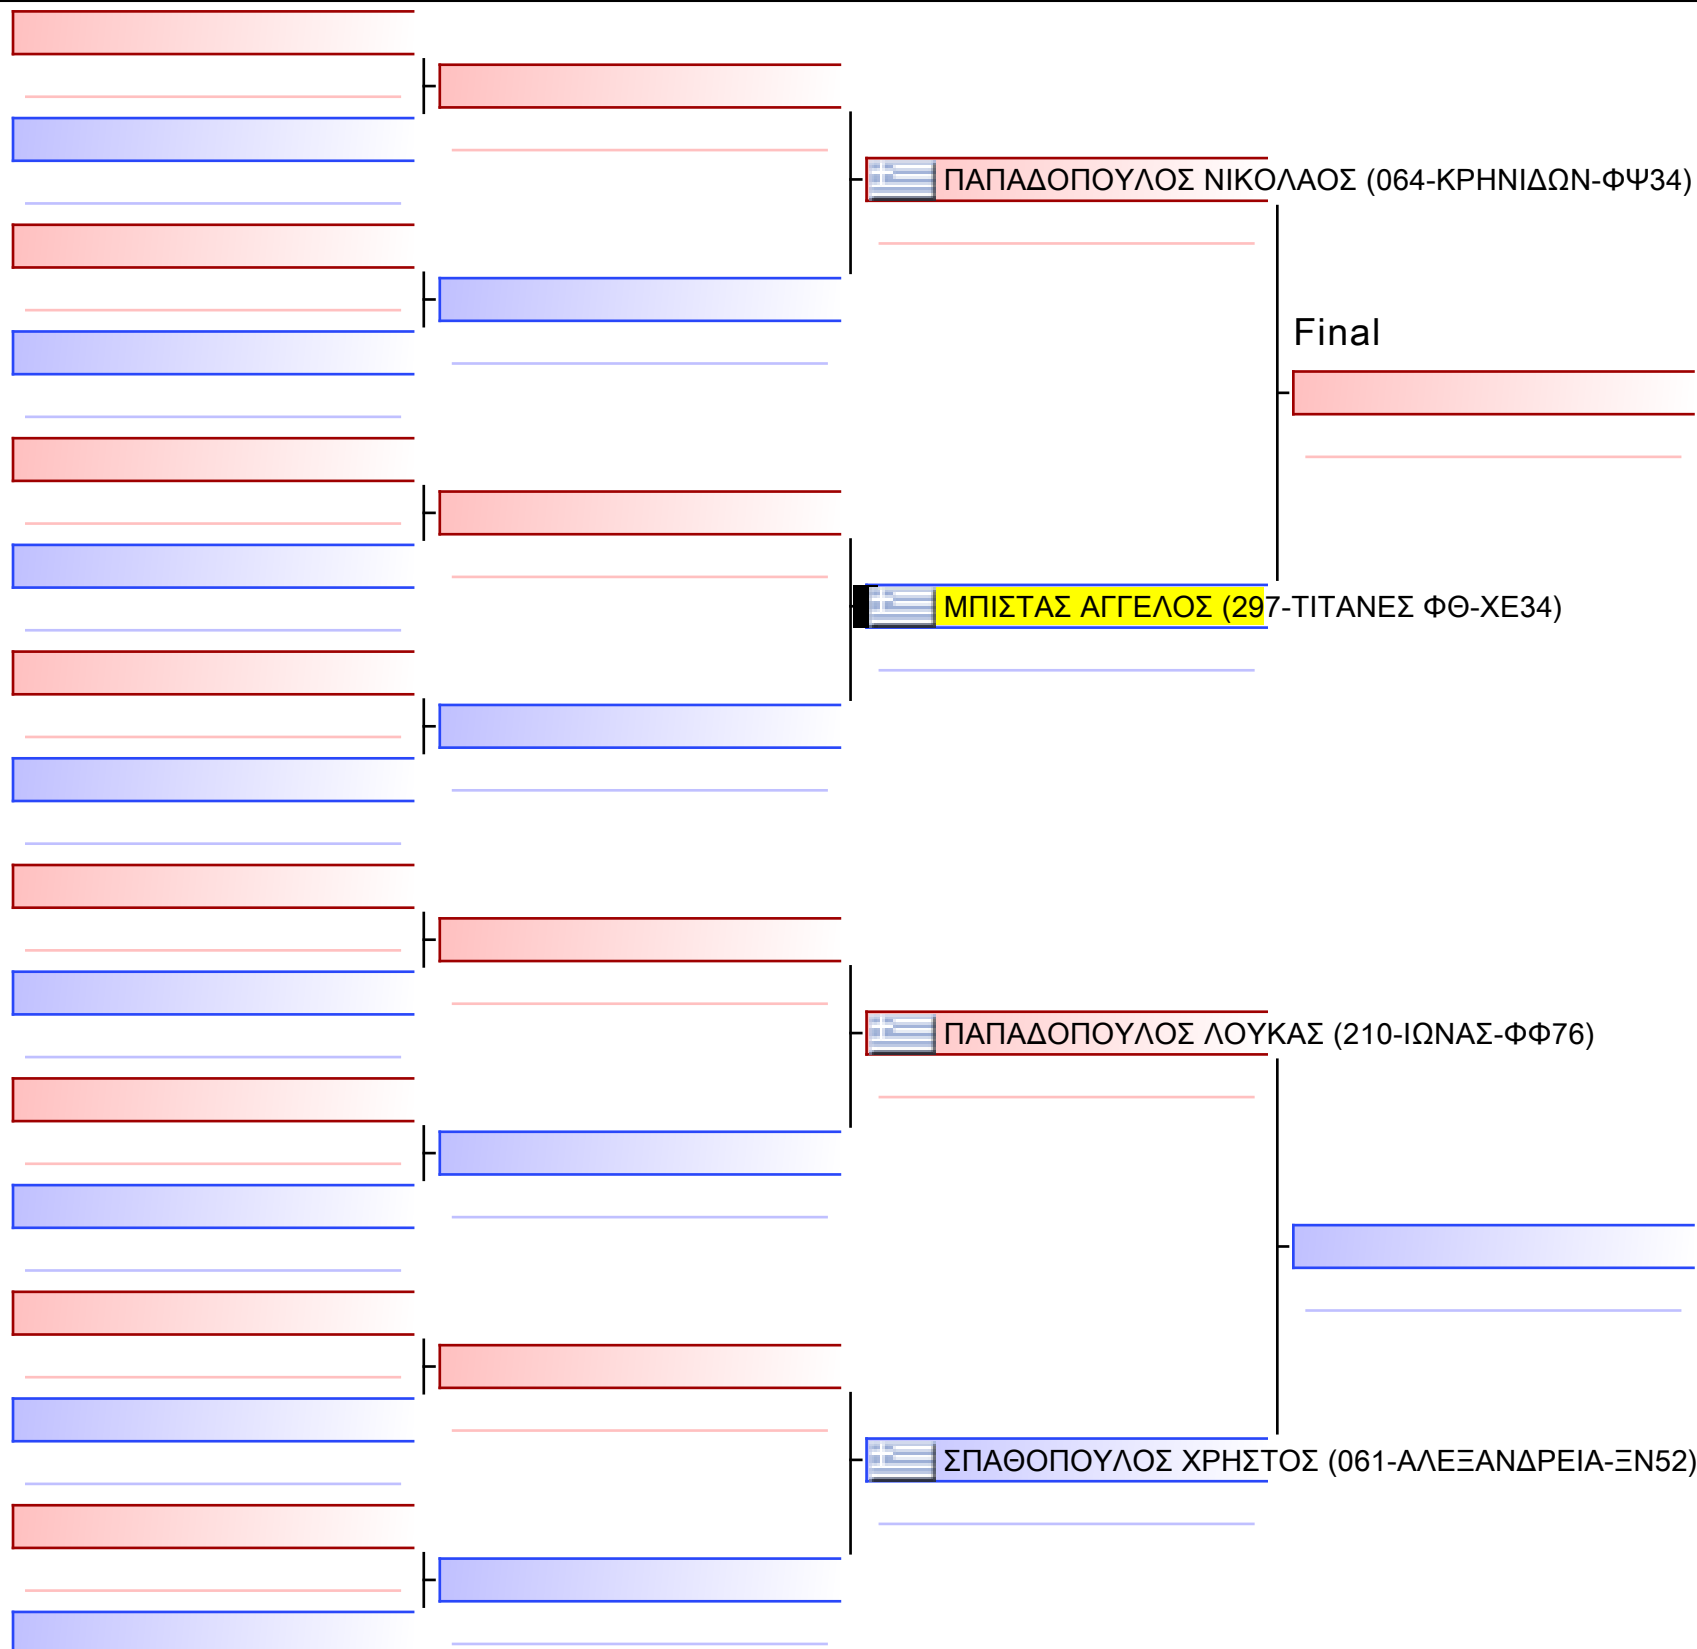 ΠΑΠΑΔΟΠΟΥΛΟΣ ΝΙΚΟΛΑΟΣ (064-ΚΡΗΝΙΔΩΝ-ΦΨ34)
Final
ΜΠΙΣΤΑΣ ΑΓΓΕΛΟΣ (297-ΤΙΤΑΝΕΣ ΦΘ-ΧΕ34)
ΠΑΠΑΔΟΠΟΥΛΟΣ ΛΟΥΚΑΣ (210-ΙΩΝΑΣ-ΦΦ76)
ΣΠΑΘΟΠΟΥΛΟΣ ΧΡΗΣΤΟΣ (061-ΑΛΕΞΑΝΔΡΕΙΑ-ΞΝ52)